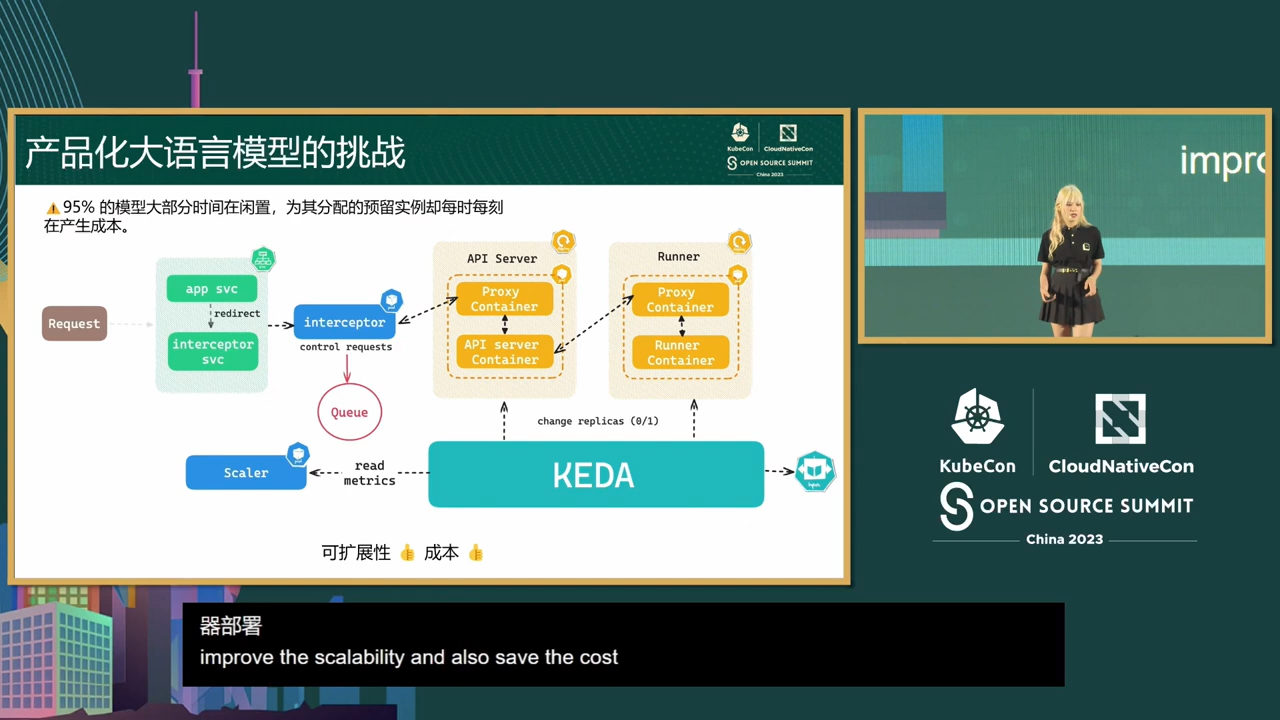 产品化大语言模型的挑战
KubeCon
CloudNativeCon
OPEN SOURCE SUMMIT
China 2023
⚠️95% 的模型大部分时间在闲置，为其分配的预留实例却每时每刻
在产生成本。
Request
app svc
redirect
interceptor
svc
interceptor
control requests
Queue
API Server
Proxy
Container
API server
Container
Runner
Proxy
Container
Runner
Container
change replicas (0/1)
Scaler
read
metrics
KEDA
可扩展性 👍 成本 👍
impro
KubeCon
CloudNativeCon
OPEN SOURCE SUMMIT
China 2023
器部署
improve the scalability and also save the cost